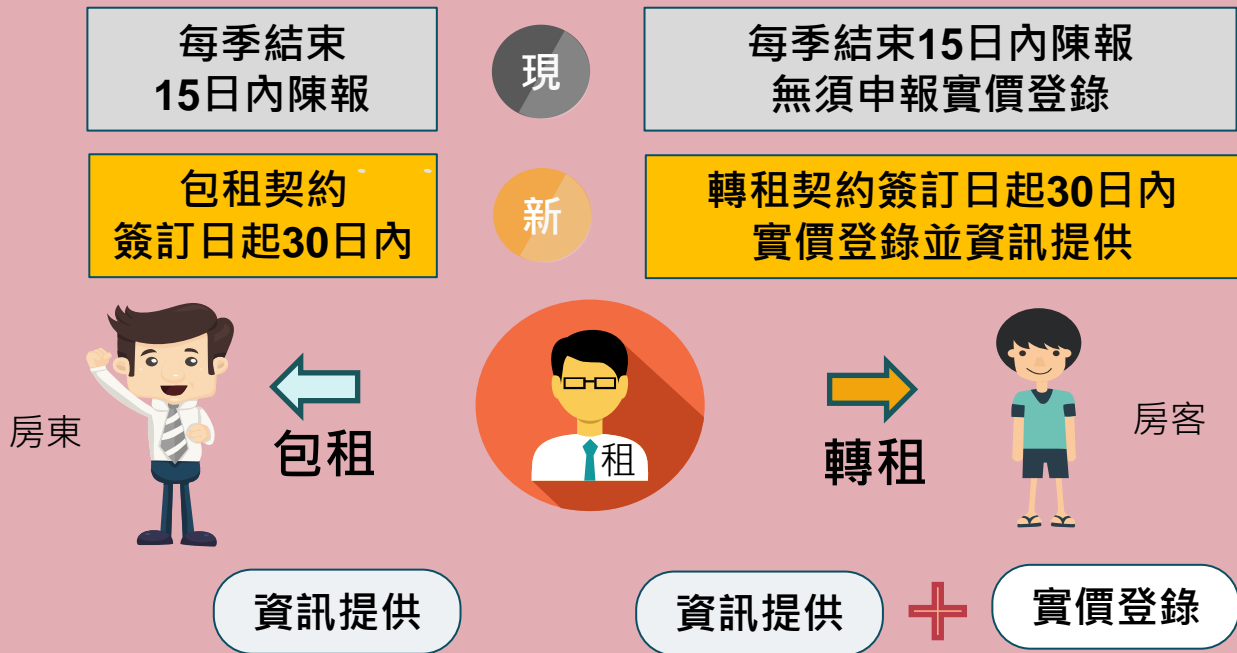 每季結束
15日內陳報
現
每季結束15日內陳報
無須申報實價登錄
包租契約
簽訂日起30日內
新
轉租契約簽訂日起30日內
實價登錄並資訊提供
房東
包租
租
轉租
房客
資訊提供
資訊提供
實價登錄